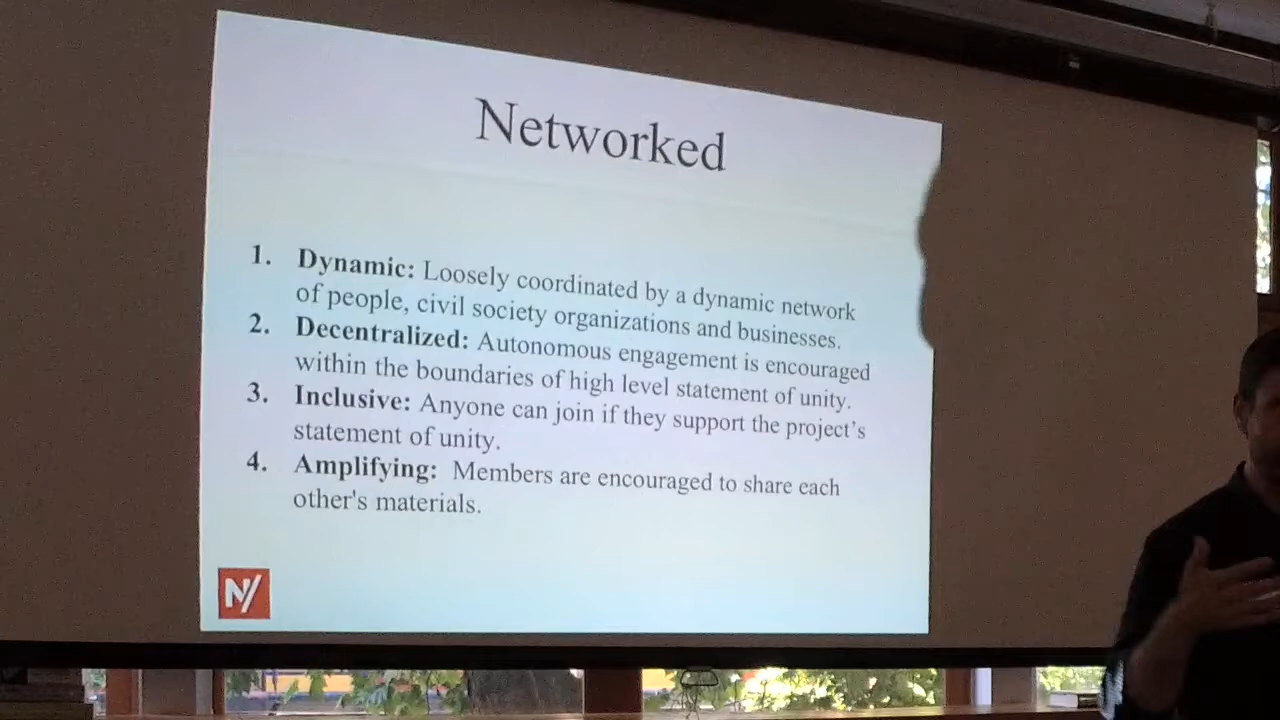 Networked
1. Dynamic: Loosely coordinated by a dynamic network
of people, civil society organizations and businesses.
2. Decentralized: Autonomous engagement is encouraged
within the boundaries of high level statement of unity.
3. Inclusive: Anyone can join if they support the project's
statement of unity.
4. Amplifying: Members are encouraged to share each
other's materials.
N/